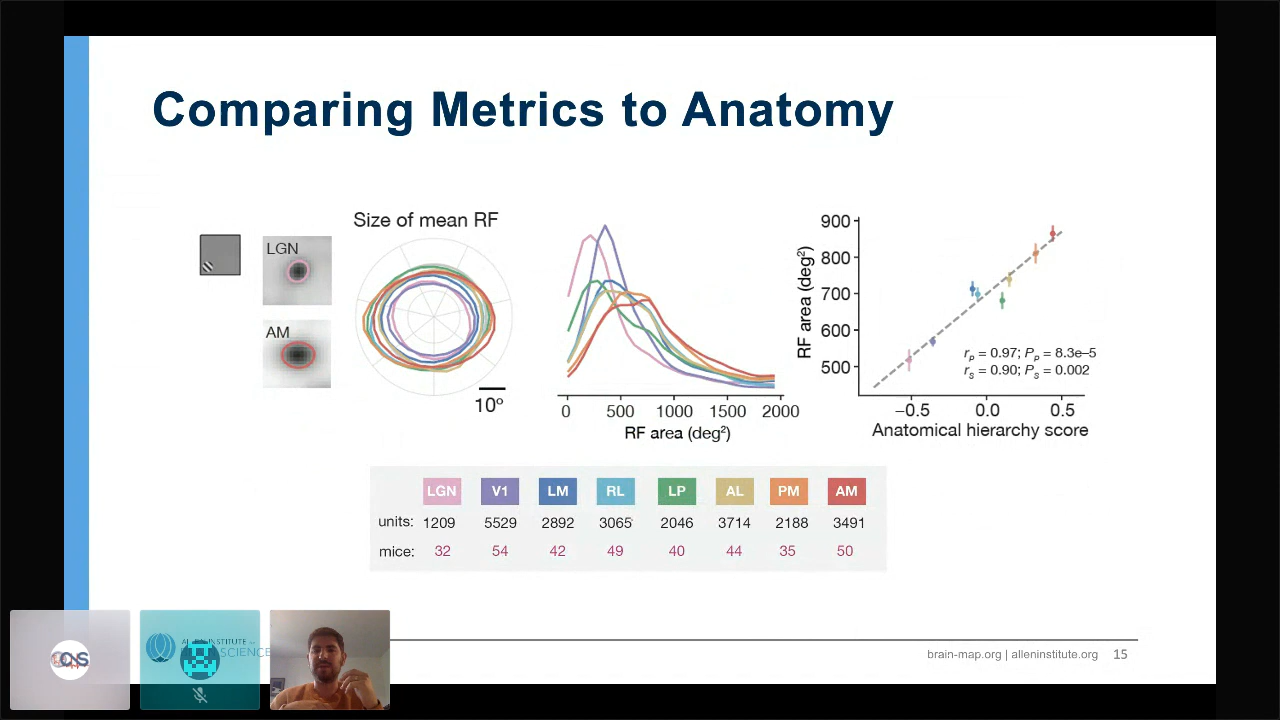 Comparing Metrics to Anatomy
Size of mean RF
LGN
AM
10°
0 500 1000 1500 2000
RF area (deg²)
900
800
700
600
500
RF area (deg²)
r_P = 0.97; P_P = 8.3e–5
r_S = 0.90; P_S = 0.002
−0.5 0.0 0.5
Anatomical hierarchy score
LGN V1 LM RL LP AL PM AM
units: 1209 5529 2892 3065 2046 3714 2188 3491
mice: 32 54 42 49 40 44 35 50
brain-map.org | alleninstitute.org 15